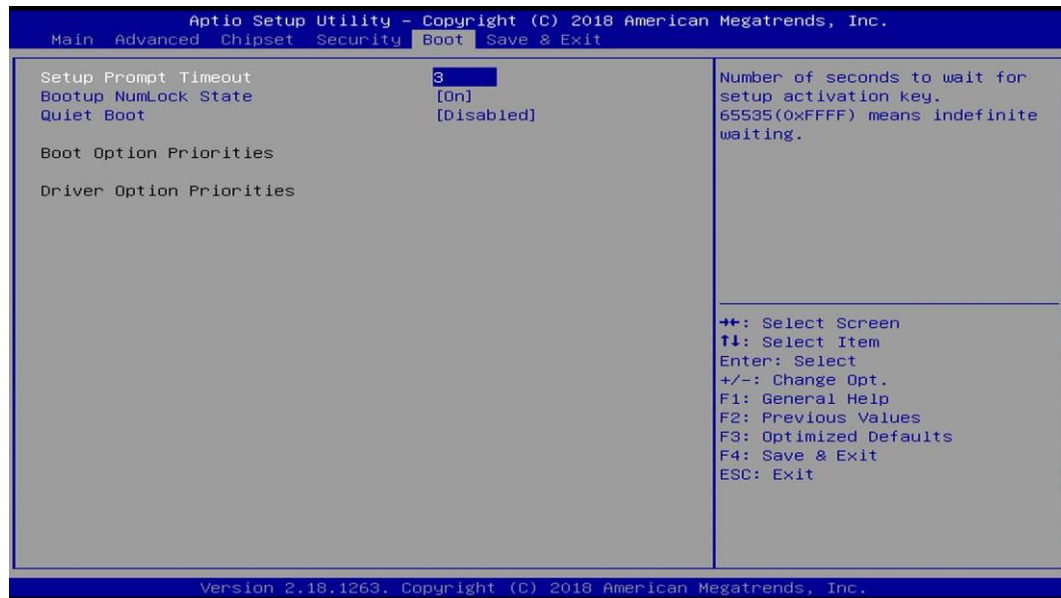 Aptio Setup Utility – Copyright (C) 2018 American Megatrends, Inc.
Main Advanced Chipset Security Boot Save & Exit
Setup Prompt Timeout 3
Bootup NumLock State [On]
Quiet Boot [Disabled]
Boot Option Priorities
Driver Option Priorities
Number of seconds to wait for
setup activation key.
65535(0xFFFF) means indefinite
waiting.
→←: Select Screen
↑↓: Select Item
Enter: Select
+/-: Change Opt.
F1: General Help
F2: Previous Values
F3: Optimized Defaults
F4: Save & Exit
ESC: Exit
Version 2.18.1263. Copyright (C) 2018 American Megatrends, Inc.